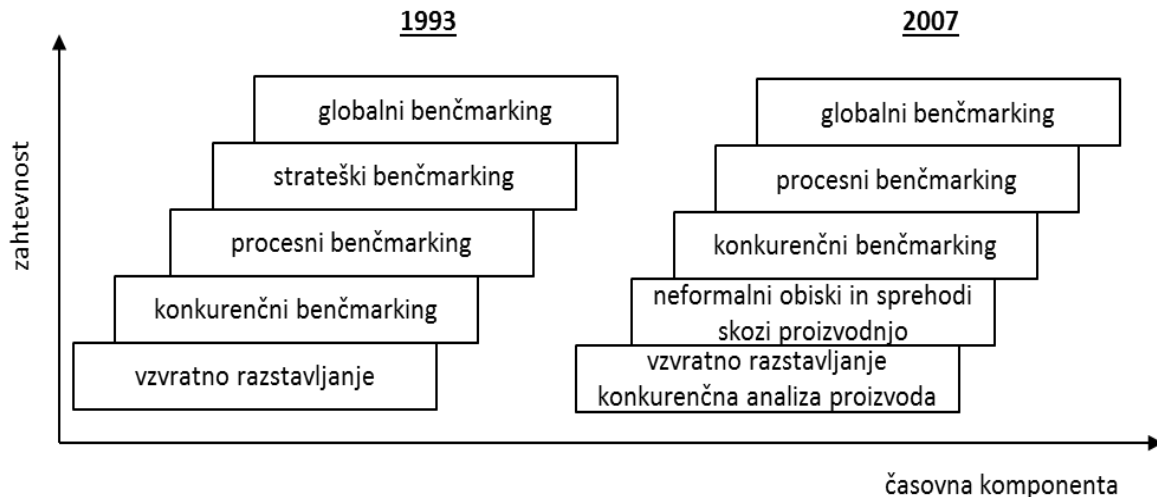 1993
2007
zahtevnost
globalni benčmarking
strateški benčmarking
procesni benčmarking
konkurenčni benčmarking
vzvratno razstavljanje
globalni benčmarking
procesni benčmarking
konkurenčni benčmarking
neformalni obiski in sprehodi
skozi proizvodnjo
vzvratno razstavljanje
konkurenčna analiza proizvoda
časovna komponenta